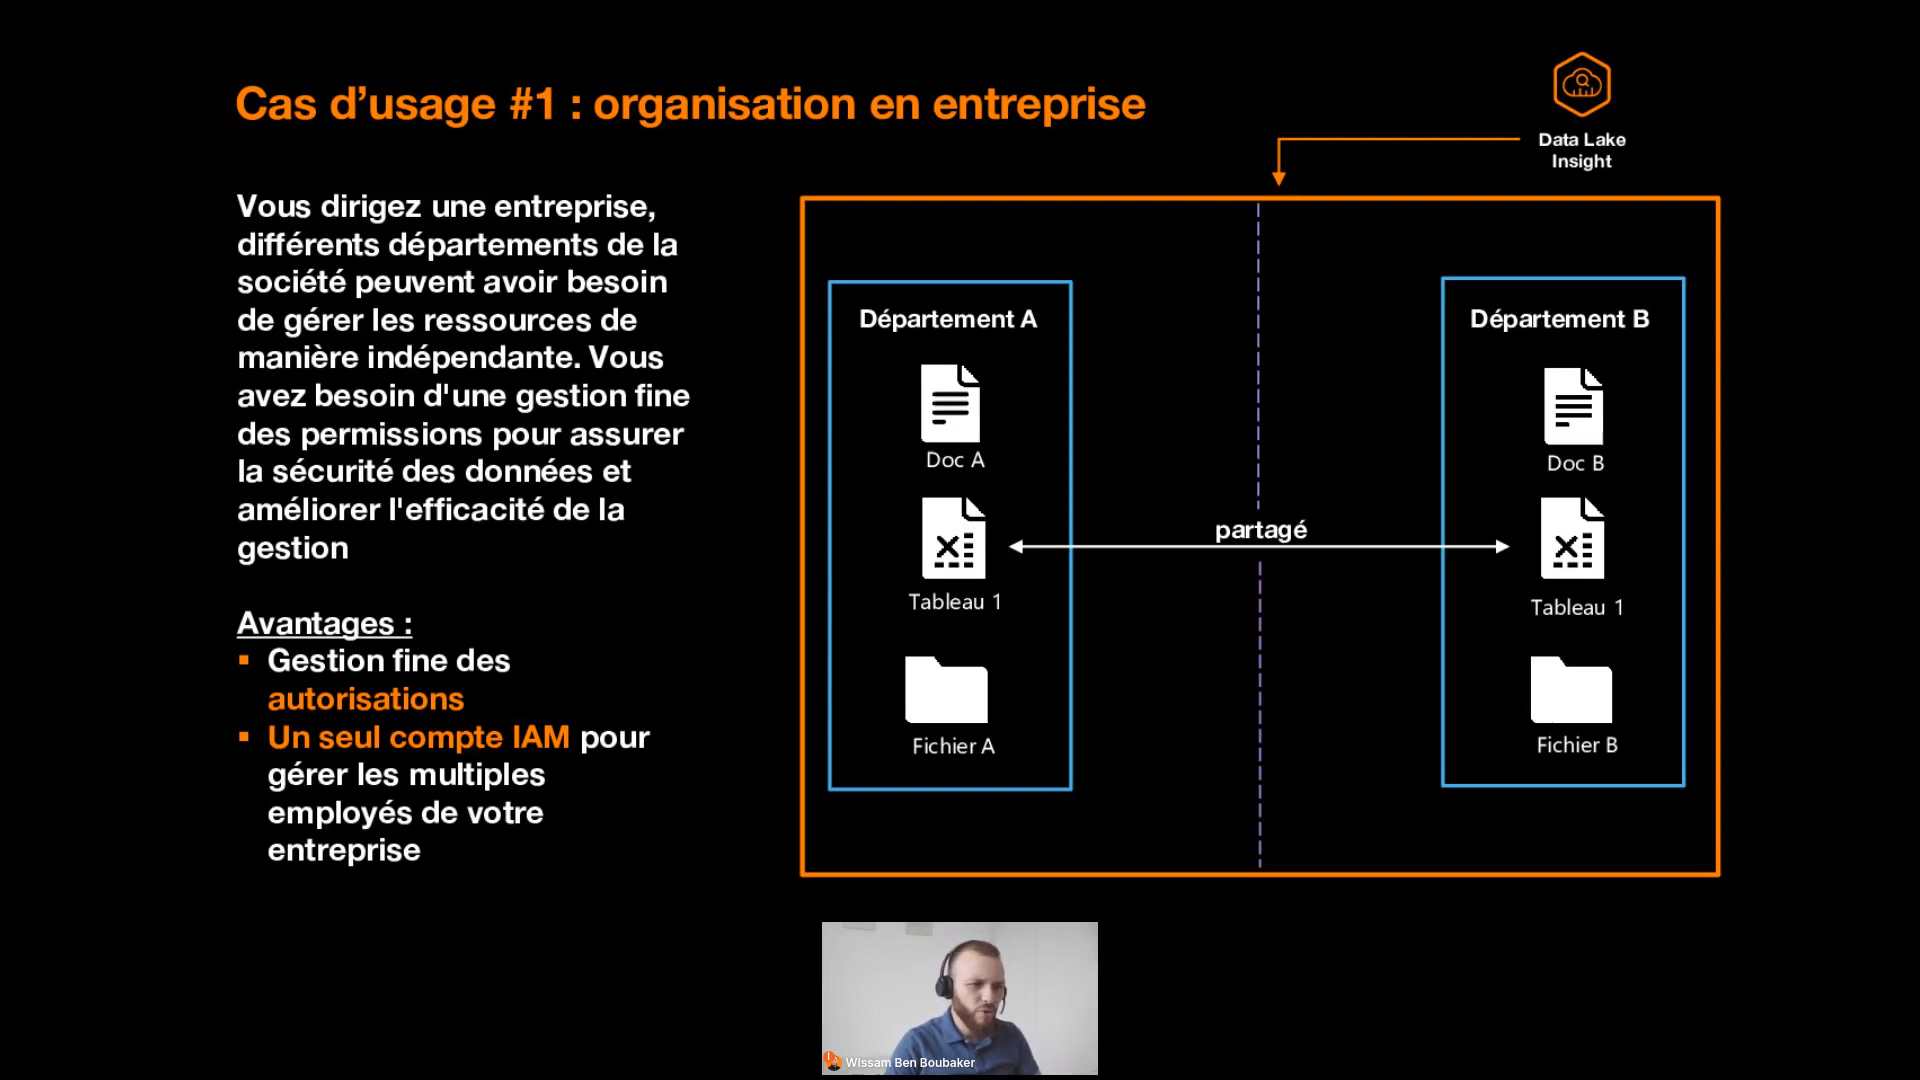 Cas d’usage #1 : organisation en entreprise
Data Lake
Insight
Vous dirigez une entreprise,
différents départements de la
société peuvent avoir besoin
de gérer les ressources de
manière indépendante. Vous
avez besoin d'une gestion fine
des permissions pour assurer
la sécurité des données et
améliorer l'efficacité de la
gestion
Avantages :
▪ Gestion fine des
autorisations
▪ Un seul compte IAM pour
gérer les multiples
employés de votre
entreprise
Département A
Doc A
Tableau 1
Fichier A
partagé
Département B
Doc B
Tableau 1
Fichier B
Wissam Ben Boubaker